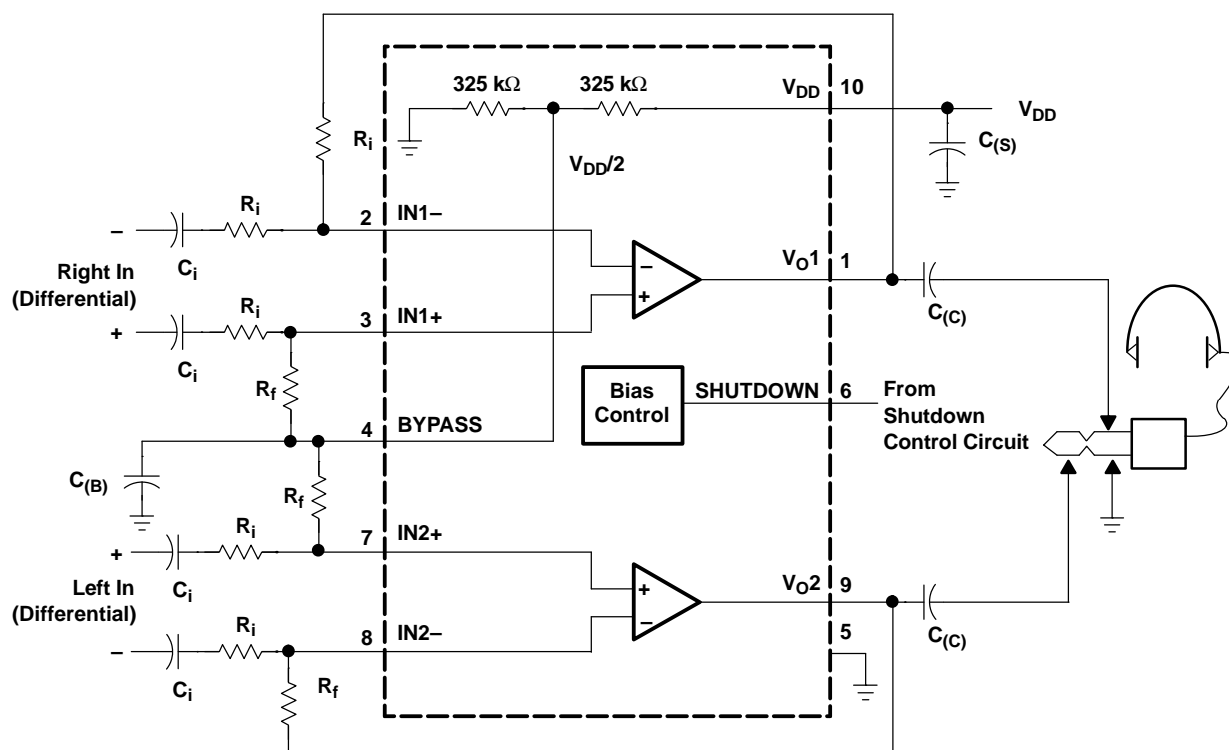 325 kΩ
325 kΩ
VDD
10
VDD
C(S)
Ri
VDD/2
Ri
2
IN1–
–
Ci
–
VO1
1
Right In
(Differential)
Ri
+
C(C)
3
IN1+
+
Ci
Rf
Bias
Control
SHUTDOWN
6
From
Shutdown
Control Circuit
4
BYPASS
C(B)
Rf
Ri
7
IN2+
+
Ci
+
VO2
9
Left In
(Differential)
–
Ri
8
IN2–
5
C(C)
–
Ci
Rf